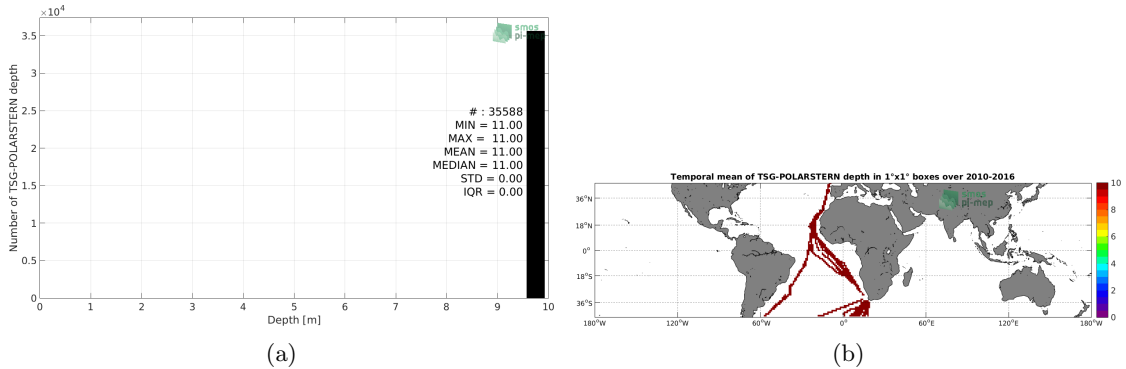 ×10⁴
3.5
3
2.5
2
1.5
1
0.5
0
Number of TSG-POLARSTERN depth
smos
pi-mep
# : 35588
MIN = 11.00
MAX = 11.00
MEAN = 11.00
MEDIAN = 11.00
STD = 0.00
IQR = 0.00
0 1 2 3 4 5 6 7 8 9 10
Depth [m]
(a)
Temporal mean of TSG-POLARSTERN depth in 1°x1° boxes over 2010-2016
smos
pi-mep
36°N
18°N
0°
18°S
36°S
180°W 120°W 60°W 0° 60°E 120°E 180°W
10
8
6
4
2
0
(b)